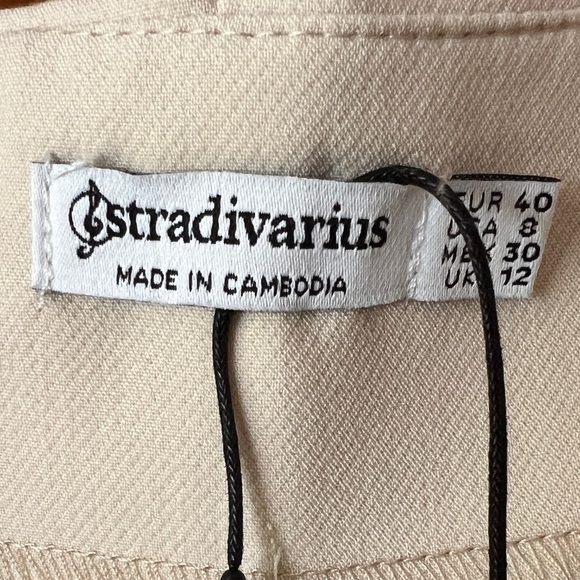 stradivarius
MADE IN CAMBODIA
EUR 40
USA 8
MEX 30
UK 12